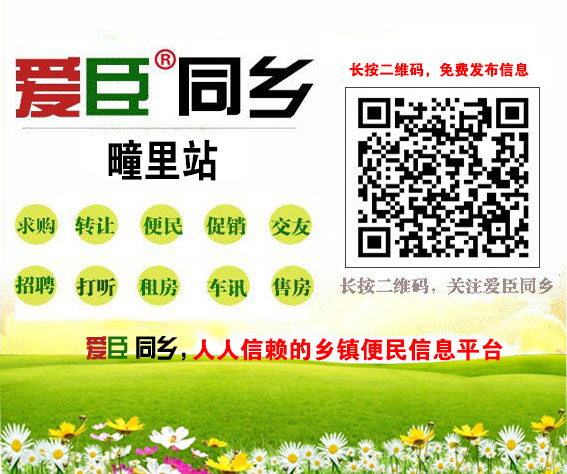 爱臣®同乡
疃里站
求购 转让 便民 促销 交友
招聘 打听 租房 车讯 售房
长按二维码，免费发布信息
长按二维码，关注爱臣同乡
爱臣同乡，人人信赖的乡镇便民信息平台